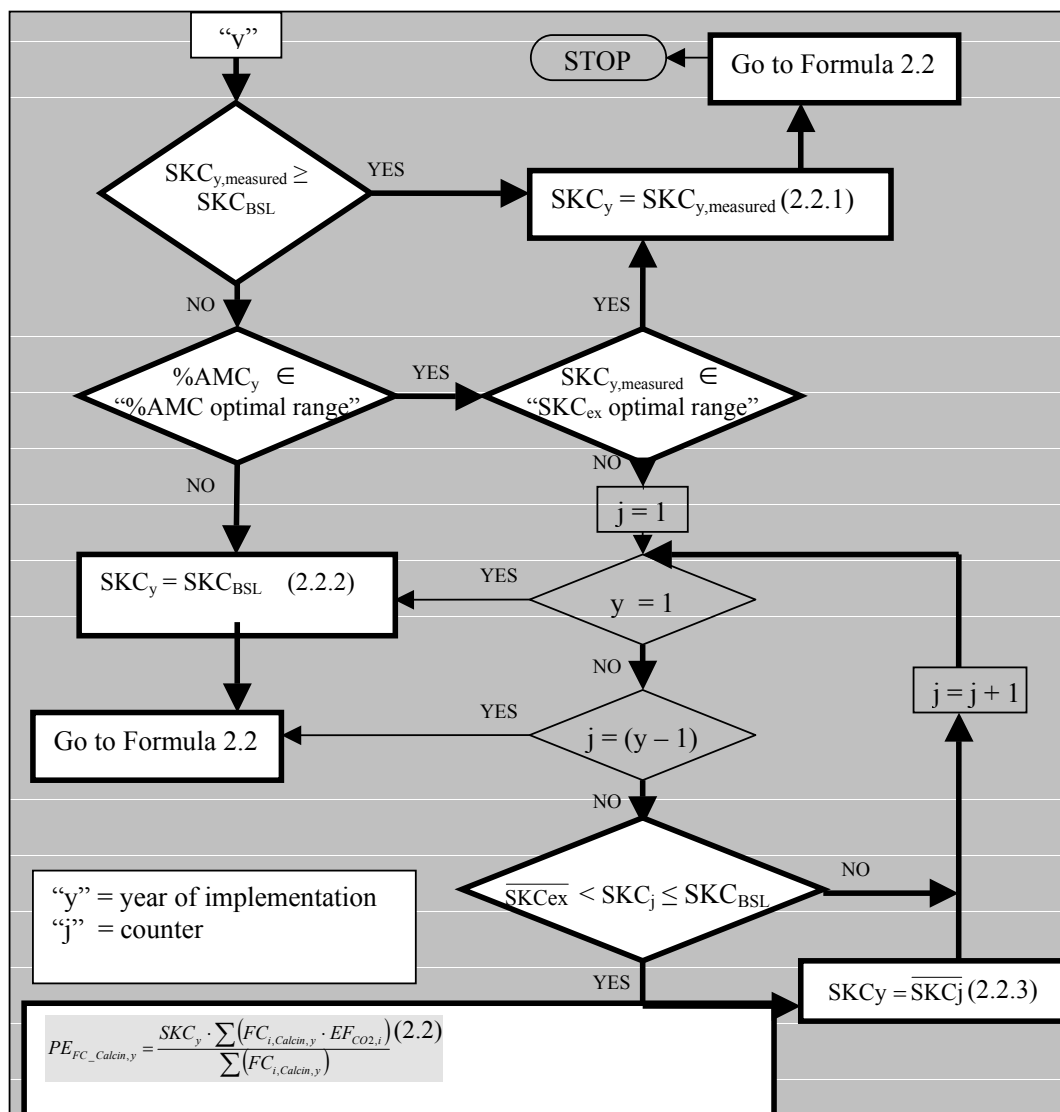 “y”
STOP
Go to Formula 2.2
SKCy,measured ≥
SKCBSL
YES
SKCy = SKCy,measured (2.2.1)
NO
YES
%AMCy ∈
“%AMC optimal range”
YES
SKCy,measured ∈
“SKCex optimal range”
NO
NO
j = 1
SKCy = SKCBSL (2.2.2)
YES
y = 1
NO
j = j + 1
Go to Formula 2.2
YES
j = (y – 1)
NO
“y” = year of implementation
“j” = counter
S̅K̅C̅e̅x̅ < SKCj ≤ SKCBSL
NO
YES
SKCy = S̅K̅C̅j̅ (2.2.3)
PEFC_Calcin,y = SKCy · ∑(FCi,Calcin,y · EFCO2,i) / ∑(FCi,Calcin,y) (2.2)